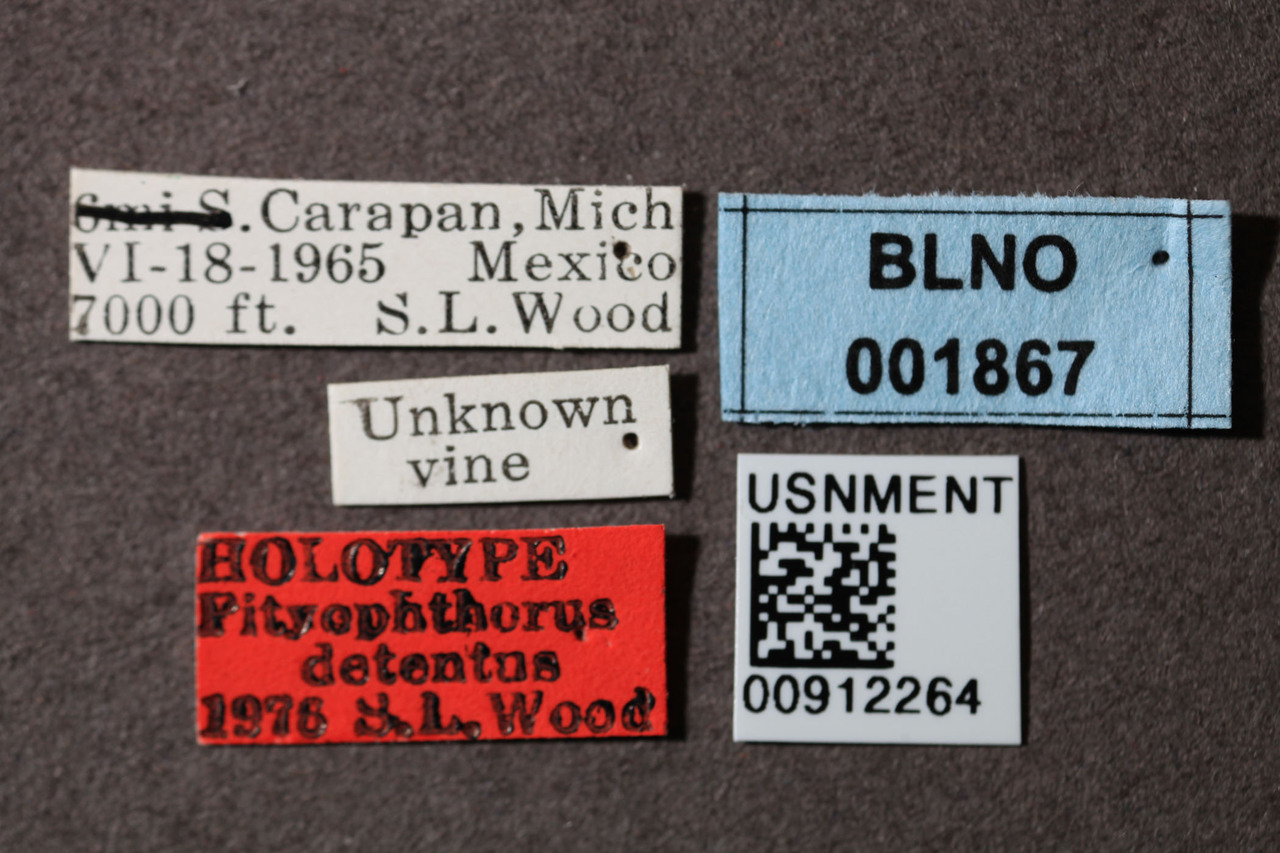 6mi S. Carapan, Mich
VI-18-1965 Mexico
7000 ft. S.L. Wood
Unknown
vine
HOLOTYPE
Pityophthorus
detentus
1976 S.L. Wood
BLNO
001867
USNMENT
00912264